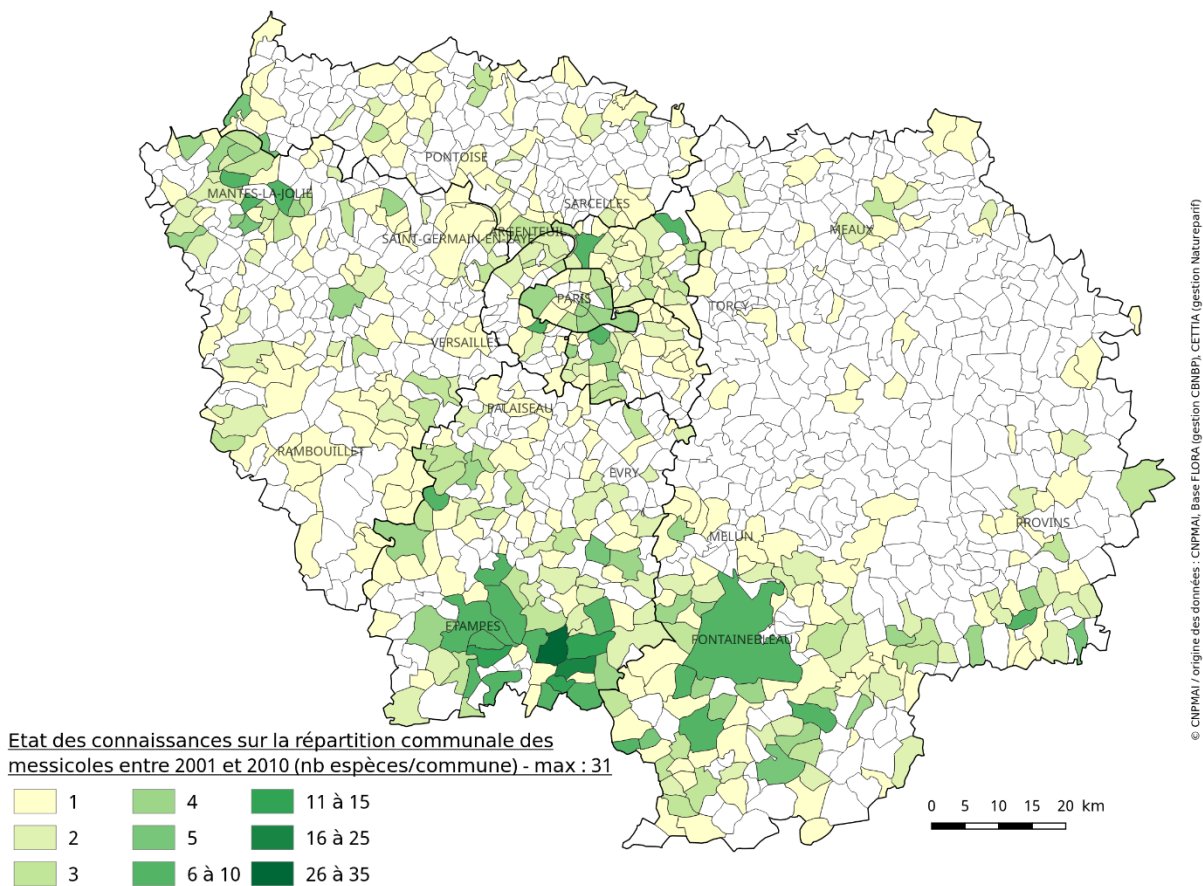 PONTOISE
MANTES-LA-JOLIE
SARCELLES
ARGENTEUIL
SAINT-GERMAIN-EN-LAYE
MEAUX
PARIS
TORCY
VERSAILLES
PALAISEAU
RAMBOUILLET
EVRY
PROVINS
MELUN
ETAMPES
FONTAINEBLEAU
Etat des connaissances sur la répartition communale des
messicoles entre 2001 et 2010 (nb espèces/commune) - max : 31
1 4 11 à 15
2 5 16 à 25
3 6 à 10 26 à 35
0 5 10 15 20 km
© CNPMAI / origine des données : CNPMAI, Base FLORA (gestion CBNBP), CETTIA (gestion Natureparif)